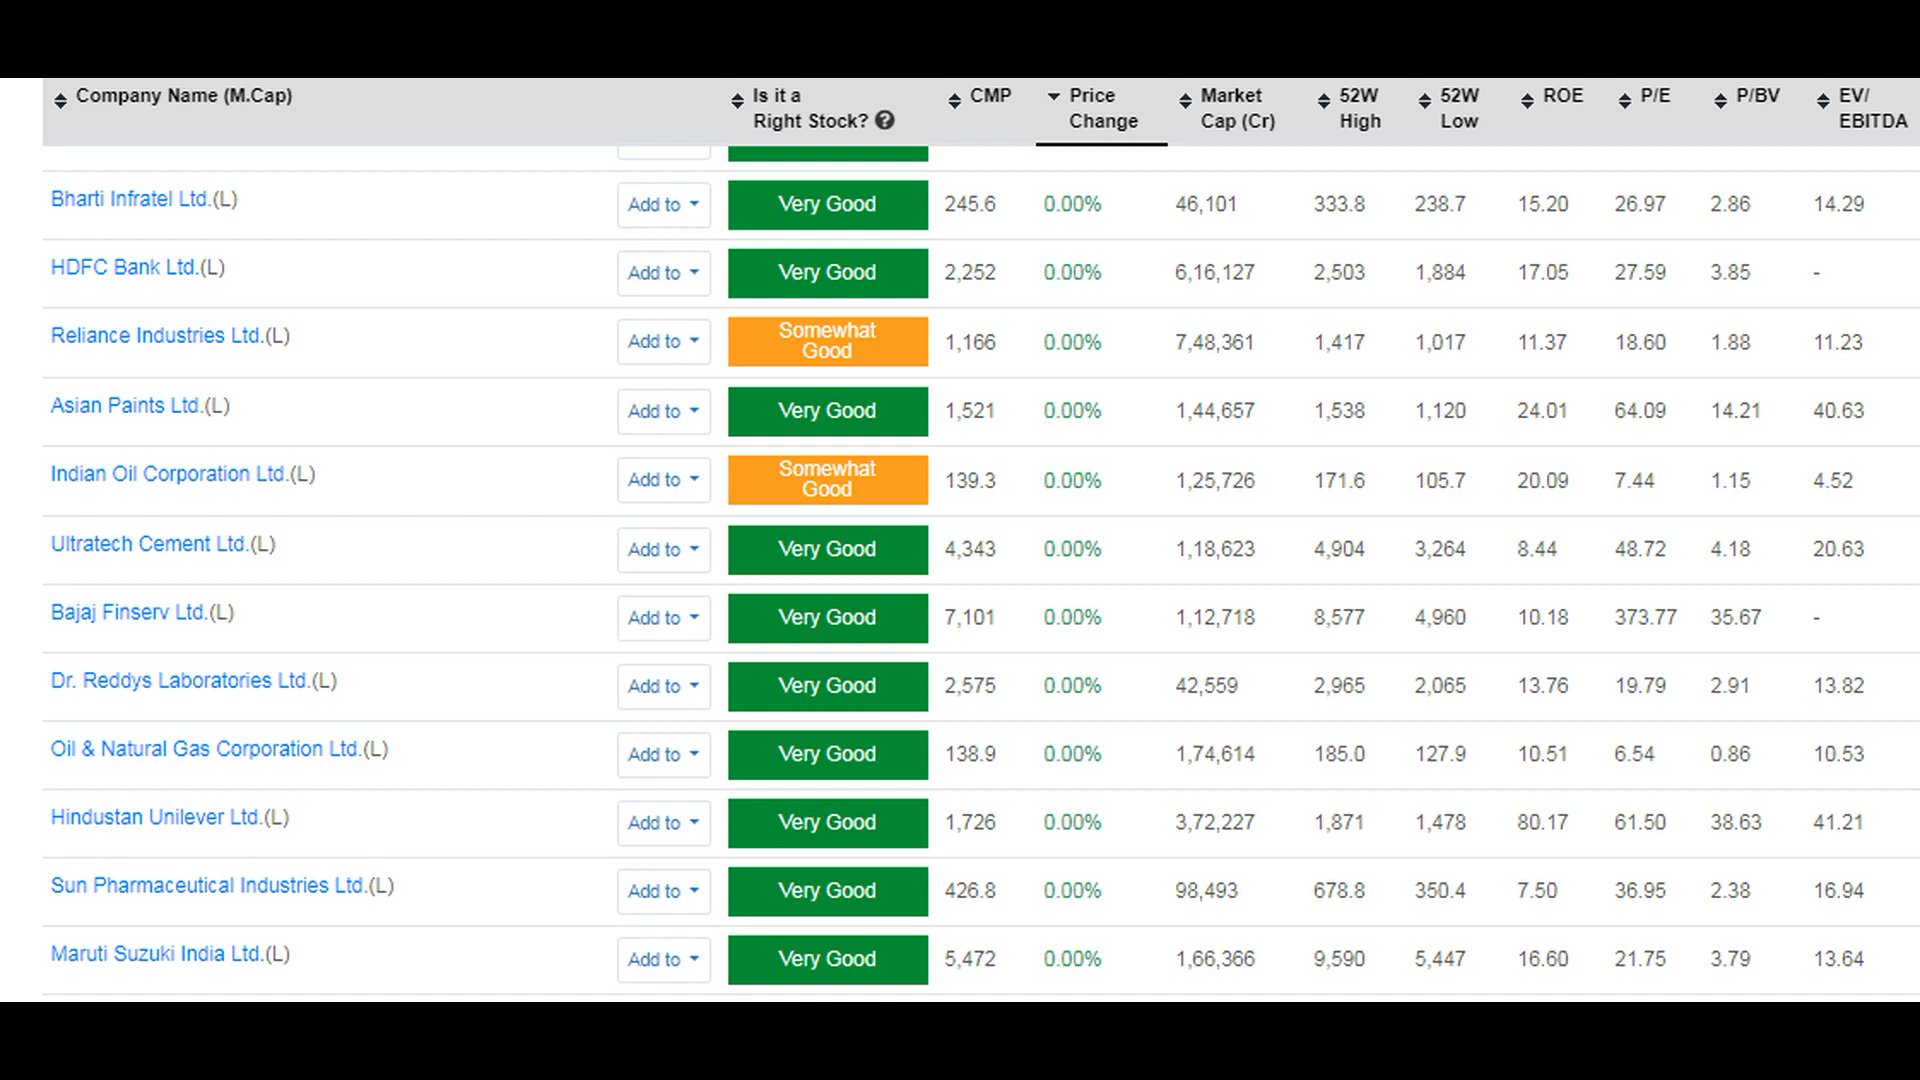 Company Name (M.Cap) Is it a Right Stock? CMP Price Change Market Cap (Cr) 52W High 52W Low ROE P/E P/BV EV/ EBITDA
Bharti Infratel Ltd.(L) Add to Very Good 245.6 0.00% 46,101 333.8 238.7 15.20 26.97 2.86 14.29
HDFC Bank Ltd.(L) Add to Very Good 2,252 0.00% 6,16,127 2,503 1,884 17.05 27.59 3.85 -
Reliance Industries Ltd.(L) Add to Somewhat Good 1,166 0.00% 7,48,361 1,417 1,017 11.37 18.60 1.88 11.23
Asian Paints Ltd.(L) Add to Very Good 1,521 0.00% 1,44,657 1,538 1,120 24.01 64.09 14.21 40.63
Indian Oil Corporation Ltd.(L) Add to Somewhat Good 139.3 0.00% 1,25,726 171.6 105.7 20.09 7.44 1.15 4.52
Ultratech Cement Ltd.(L) Add to Very Good 4,343 0.00% 1,18,623 4,904 3,264 8.44 48.72 4.18 20.63
Bajaj Finserv Ltd.(L) Add to Very Good 7,101 0.00% 1,12,718 8,577 4,960 10.18 373.77 35.67 -
Dr. Reddys Laboratories Ltd.(L) Add to Very Good 2,575 0.00% 42,559 2,965 2,065 13.76 19.79 2.91 13.82
Oil & Natural Gas Corporation Ltd.(L) Add to Very Good 138.9 0.00% 1,74,614 185.0 127.9 10.51 6.54 0.86 10.53
Hindustan Unilever Ltd.(L) Add to Very Good 1,726 0.00% 3,72,227 1,871 1,478 80.17 61.50 38.63 41.21
Sun Pharmaceutical Industries Ltd.(L) Add to Very Good 426.8 0.00% 98,493 678.8 350.4 7.50 36.95 2.38 16.94
Maruti Suzuki India Ltd.(L) Add to Very Good 5,472 0.00% 1,66,366 9,590 5,447 16.60 21.75 3.79 13.64